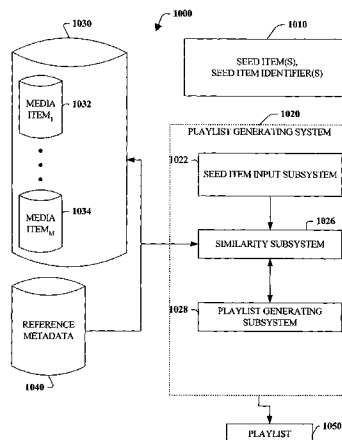 1000
1030
1010
SEED ITEM(S),
SEED ITEM IDENTIFIER(S)
MEDIA
ITEM1
1032
1020
PLAYLIST GENERATING SYSTEM
1022
SEED ITEM INPUT SUBSYSTEM
MEDIA
ITEMM
1034
1026
SIMILARITY SUBSYSTEM
1028
PLAYLIST GENERATING
SUBSYSTEM
REFERENCE
METADATA
1040
1050
PLAYLIST